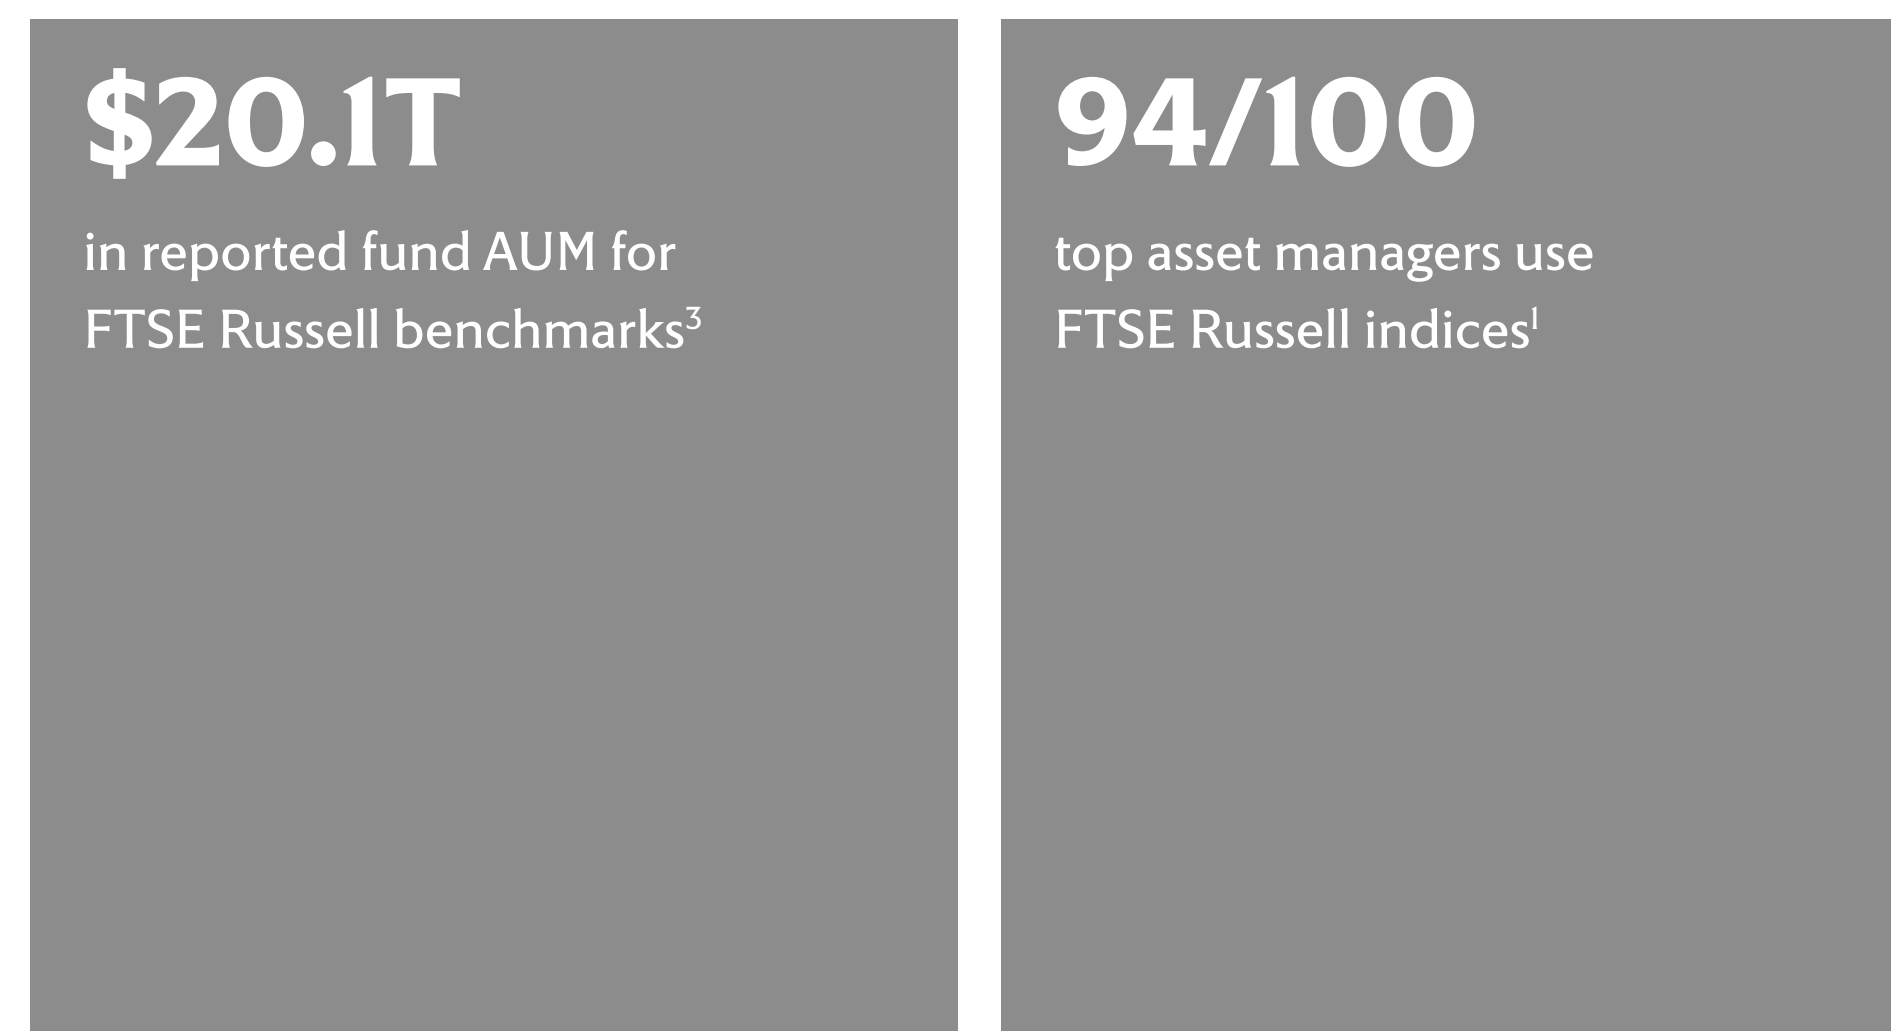 $20.1T
in reported fund AUM for
FTSE Russell benchmarks³
94/100
top asset managers use
FTSE Russell indices¹